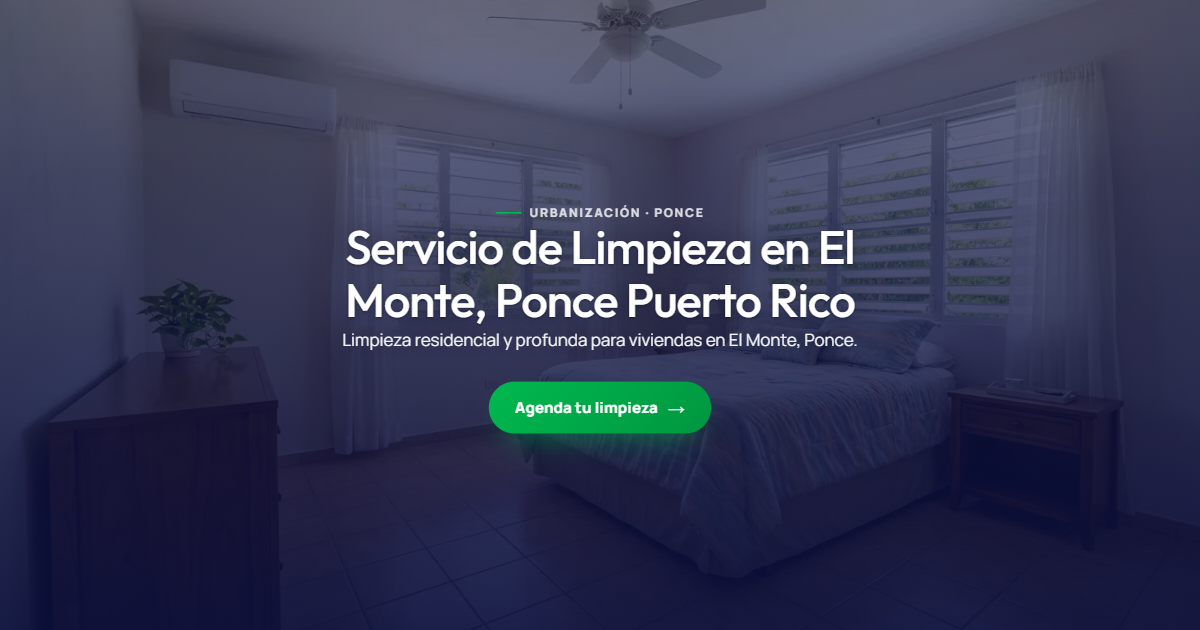 URBANIZACIÓN · PONCE
Servicio de Limpieza en El
Monte, Ponce Puerto Rico
Limpieza residencial y profunda para viviendas en El Monte, Ponce.
Agenda tu limpieza →